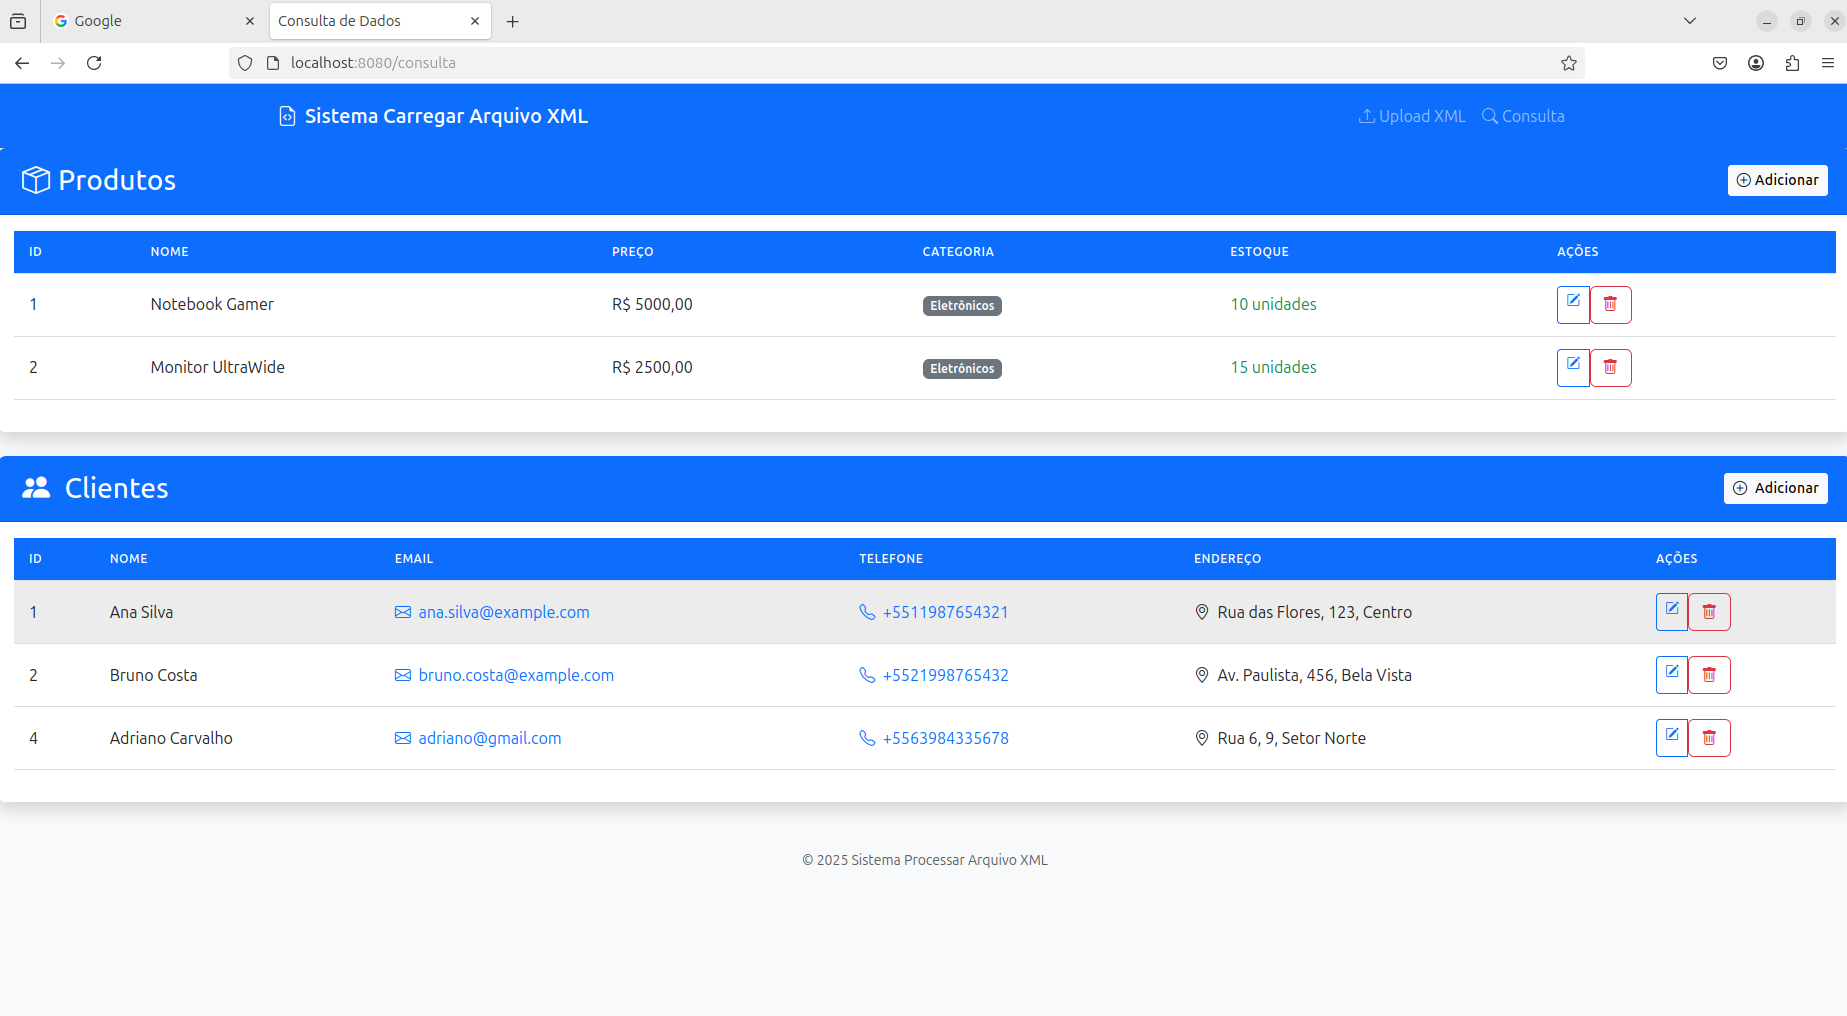 Google
Consulta de Dados
localhost:8080/consulta
Sistema Carregar Arquivo XML
Upload XML
Consulta
Produtos
Adicionar
ID NOME PREÇO CATEGORIA ESTOQUE AÇÕES
1 Notebook Gamer R$ 5000,00 Eletrônicos 10 unidades
2 Monitor UltraWide R$ 2500,00 Eletrônicos 15 unidades
Clientes
Adicionar
ID NOME EMAIL TELEFONE ENDEREÇO AÇÕES
1 Ana Silva ana.silva@example.com +5511987654321 Rua das Flores, 123, Centro
2 Bruno Costa bruno.costa@example.com +5521998765432 Av. Paulista, 456, Bela Vista
4 Adriano Carvalho adriano@gmail.com +5563984335678 Rua 6, 9, Setor Norte
© 2025 Sistema Processar Arquivo XML